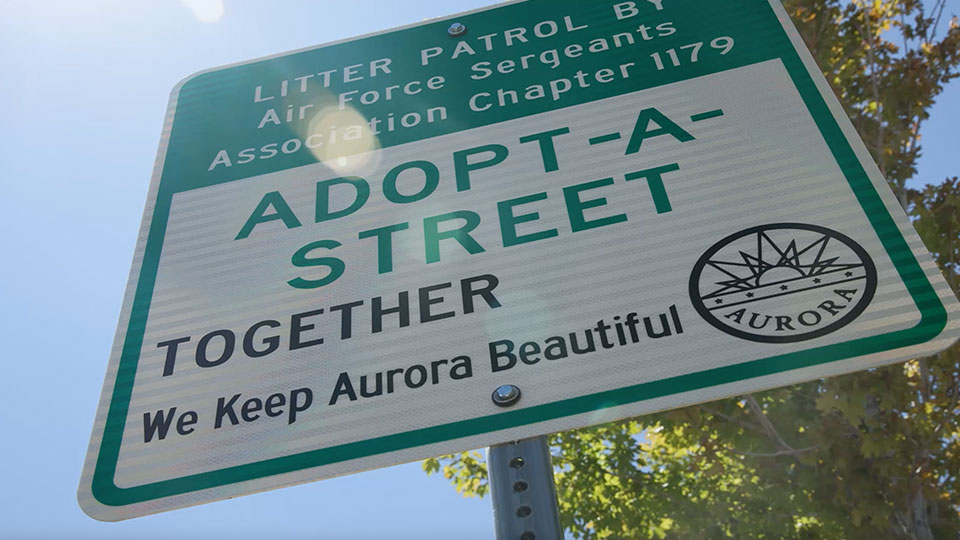 LITTER PATROL BY
Air Force Sergeants
Association Chapter 1179
ADOPT-A-
STREET
TOGETHER
We Keep Aurora Beautiful
AURORA